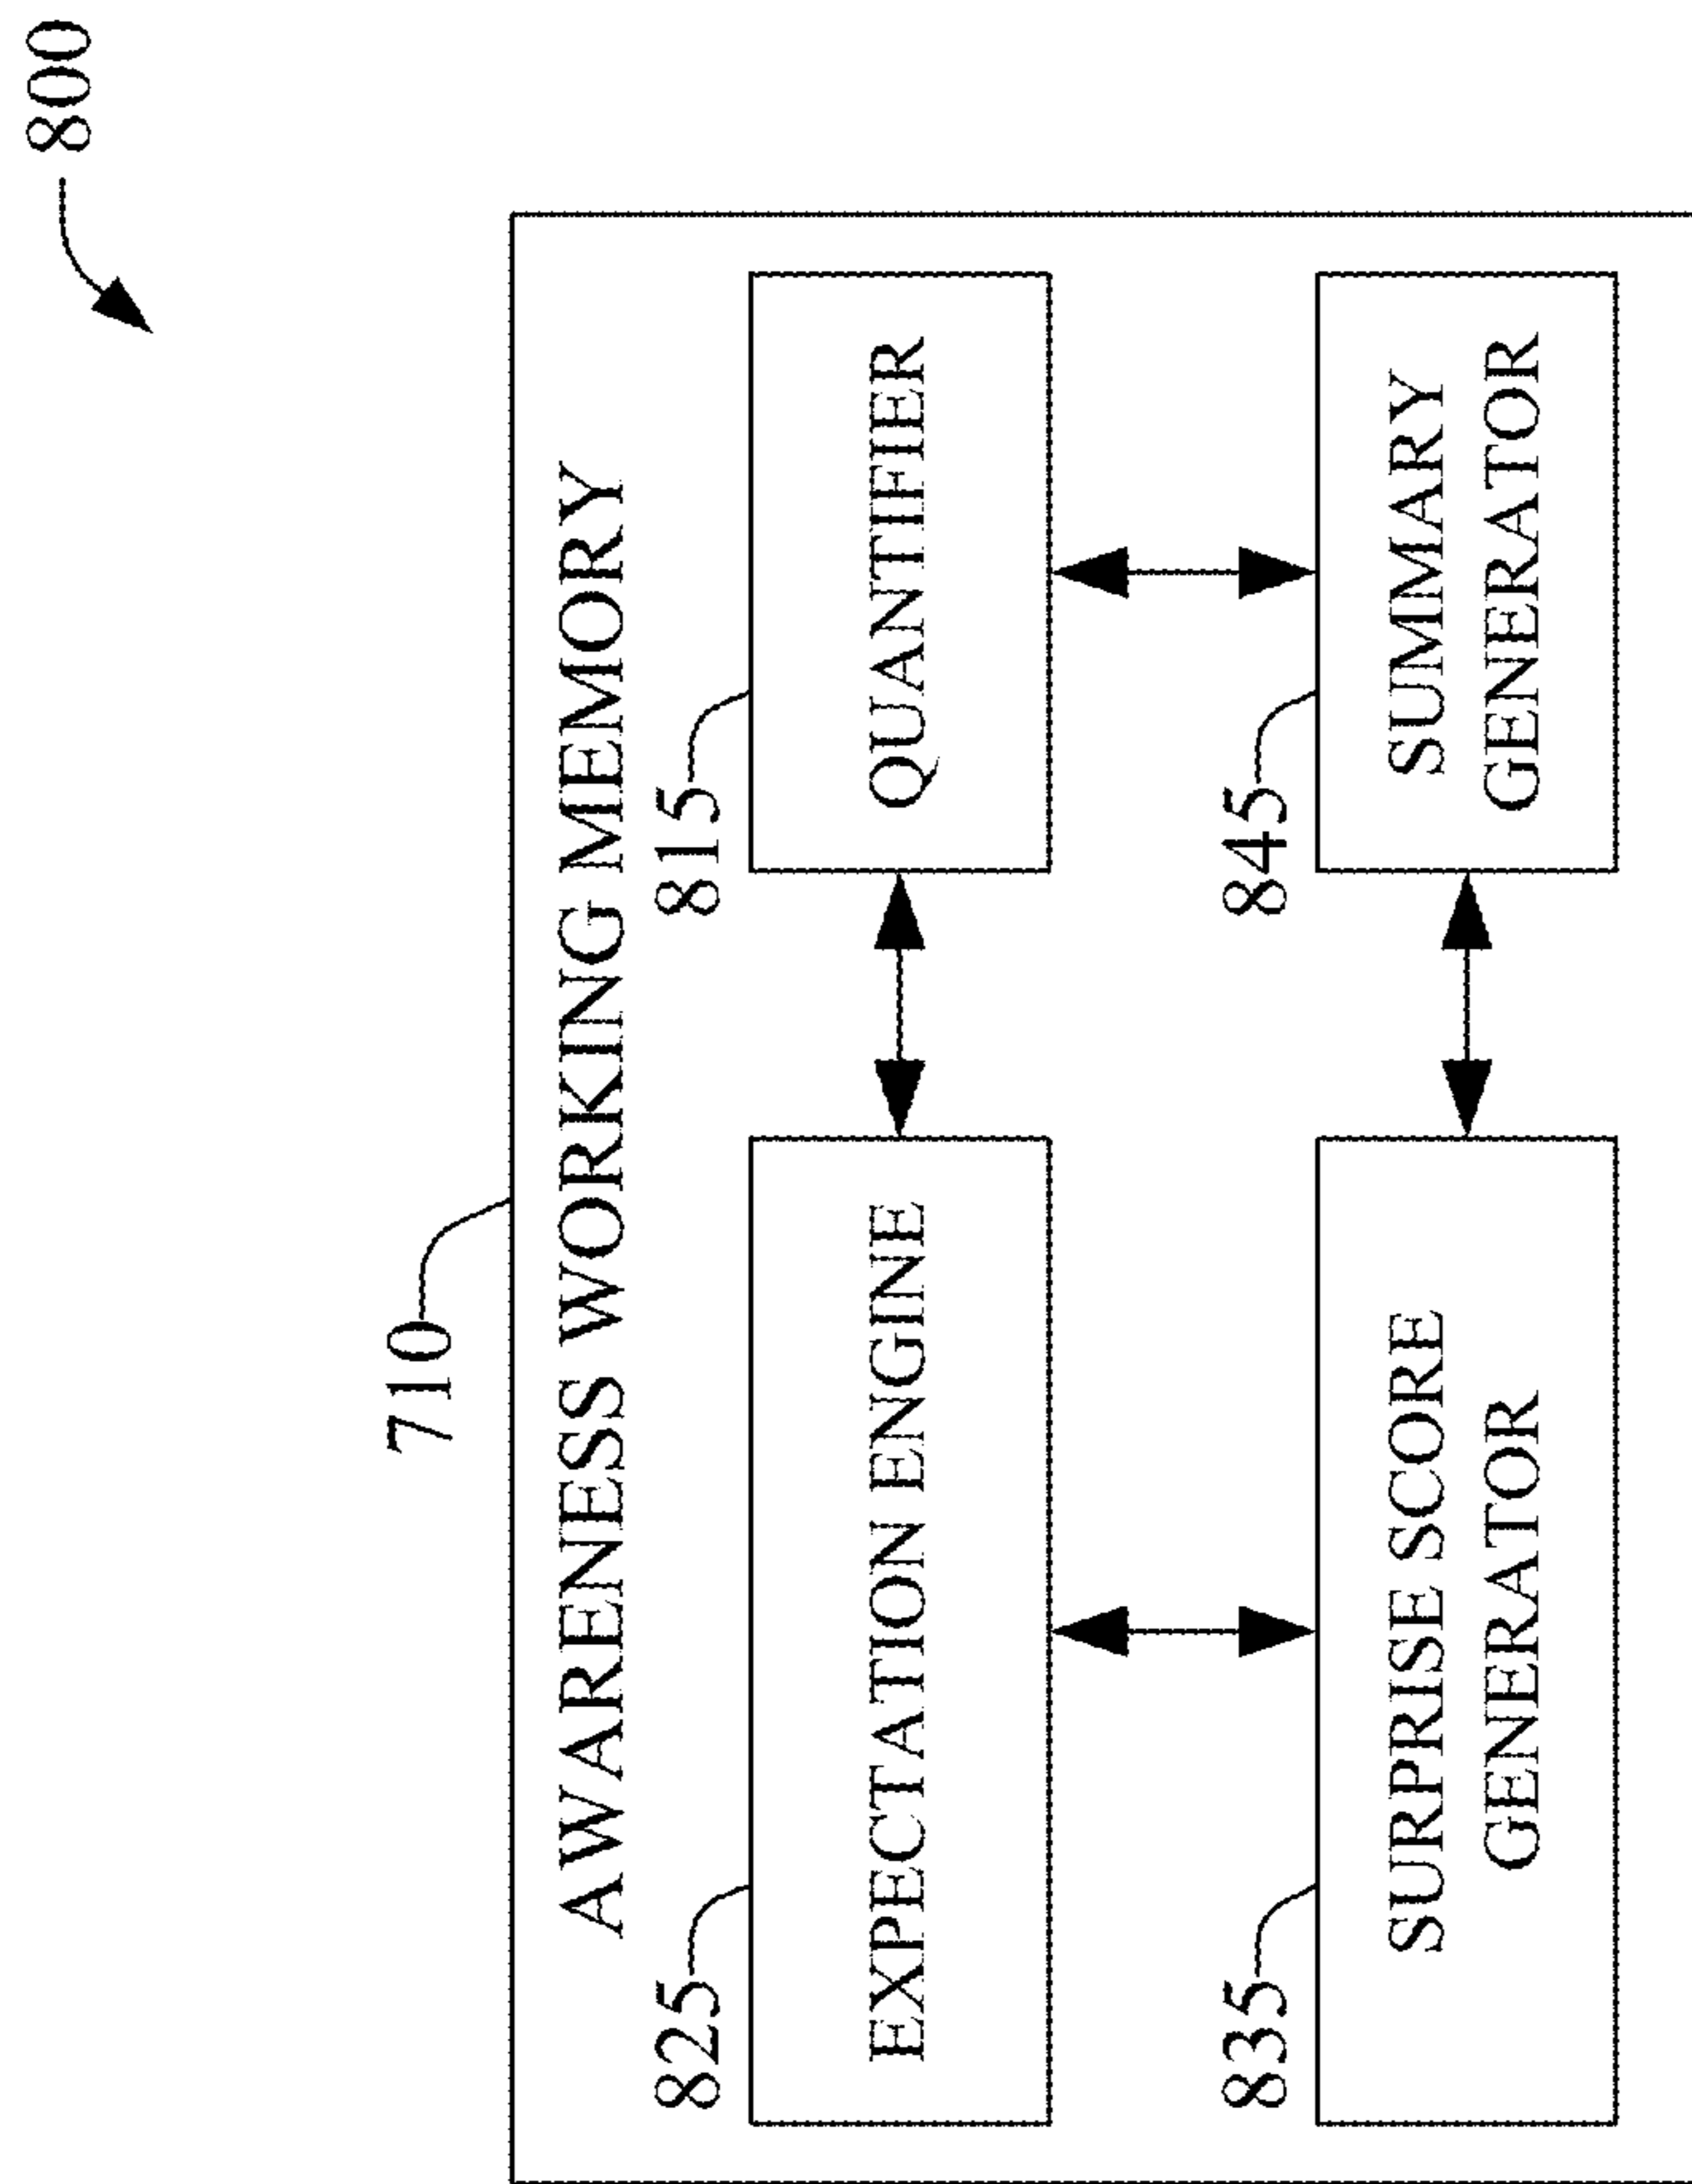 800
710
AWARENESS WORKING MEMORY
825
815
EXPECTATION ENGINE
QUANTIFIER
835
845
SURPRISE SCORE
GENERATOR
SUMMARY
GENERATOR